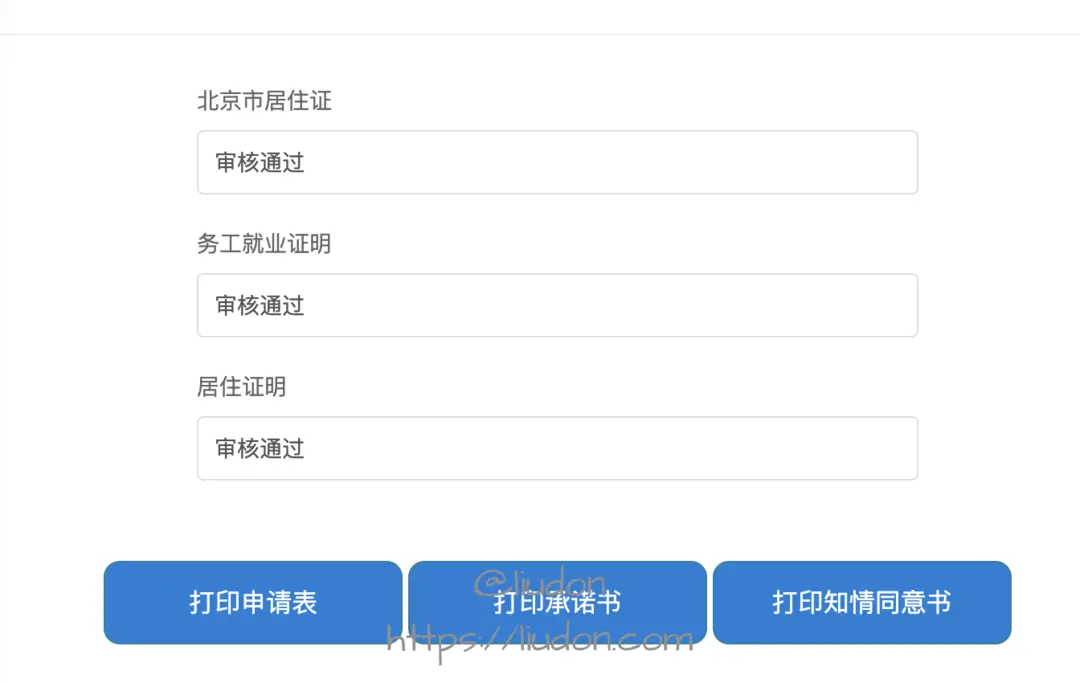 北京市居住证
审核通过
务工就业证明
审核通过
居住证明
审核通过
打印申请表
打印承诺书
打印知情同意书
@liudon
https://liudon.com